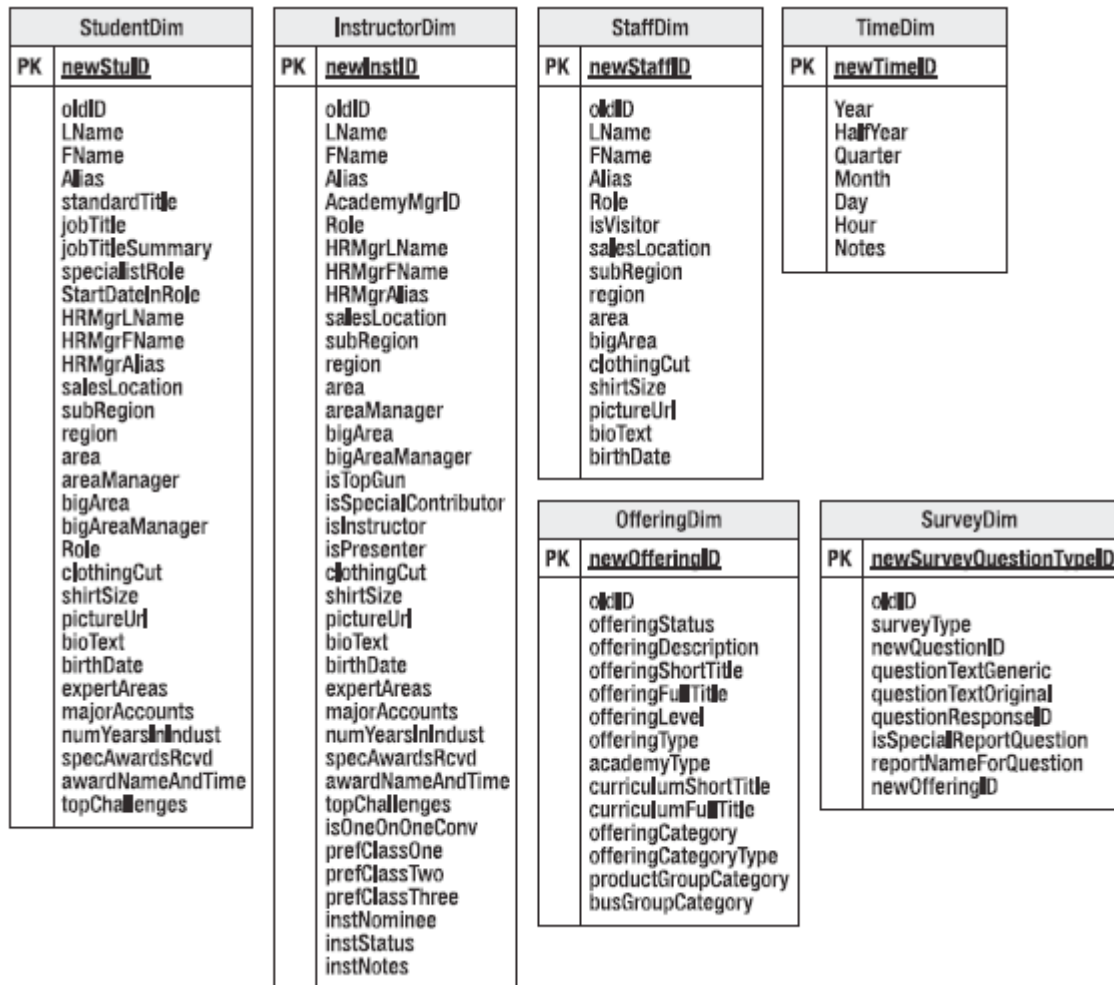 StudentDim
PK newStuID
oldID
LName
FName
Alias
standardTitle
jobTitle
jobTitleSummary
specialistRole
StartDateInRole
HRMgrLName
HRMgrFName
HRMgrAlias
salesLocation
subRegion
region
area
areaManager
bigArea
bigAreaManager
Role
clothingCut
shirtSize
pictureUrl
bioText
birthDate
expertAreas
majorAccounts
numYearsInIndust
specAwardsRcvd
awardNameAndTime
topChallenges
InstructorDim
PK newInstID
oldID
LName
FName
Alias
AcademyMgrID
Role
HRMgrLName
HRMgrFName
HRMgrAlias
salesLocation
subRegion
region
area
areaManager
bigArea
bigAreaManager
isTopGun
isSpecialContributor
isInstructor
isPresenter
clothingCut
shirtSize
pictureUrl
bioText
birthDate
expertAreas
majorAccounts
numYearsInIndust
specAwardsRcvd
awardNameAndTime
topChallenges
isOneOnOneConv
prefClassOne
prefClassTwo
prefClassThree
instNominee
instStatus
instNotes
StaffDim
PK newStaffID
oldID
LName
FName
Alias
Role
isVisitor
salesLocation
subRegion
region
area
bigArea
clothingCut
shirtSize
pictureUrl
bioText
birthDate
TimeDim
PK newTimeID
Year
HalfYear
Quarter
Month
Day
Hour
Notes
OfferingDim
PK newOfferingID
oldID
offeringStatus
offeringDescription
offeringShortTitle
offeringFullTitle
offeringLevel
offeringType
academyType
curriculumShortTitle
curriculumFullTitle
offeringCategory
offeringCategoryType
productGroupCategory
busGroupCategory
SurveyDim
PK newSurveyQuestionTypeID
oldID
surveyType
newQuestionID
questionTextGeneric
questionTextOriginal
questionResponseID
isSpecialReportQuestion
reportNameForQuestion
newOfferingID